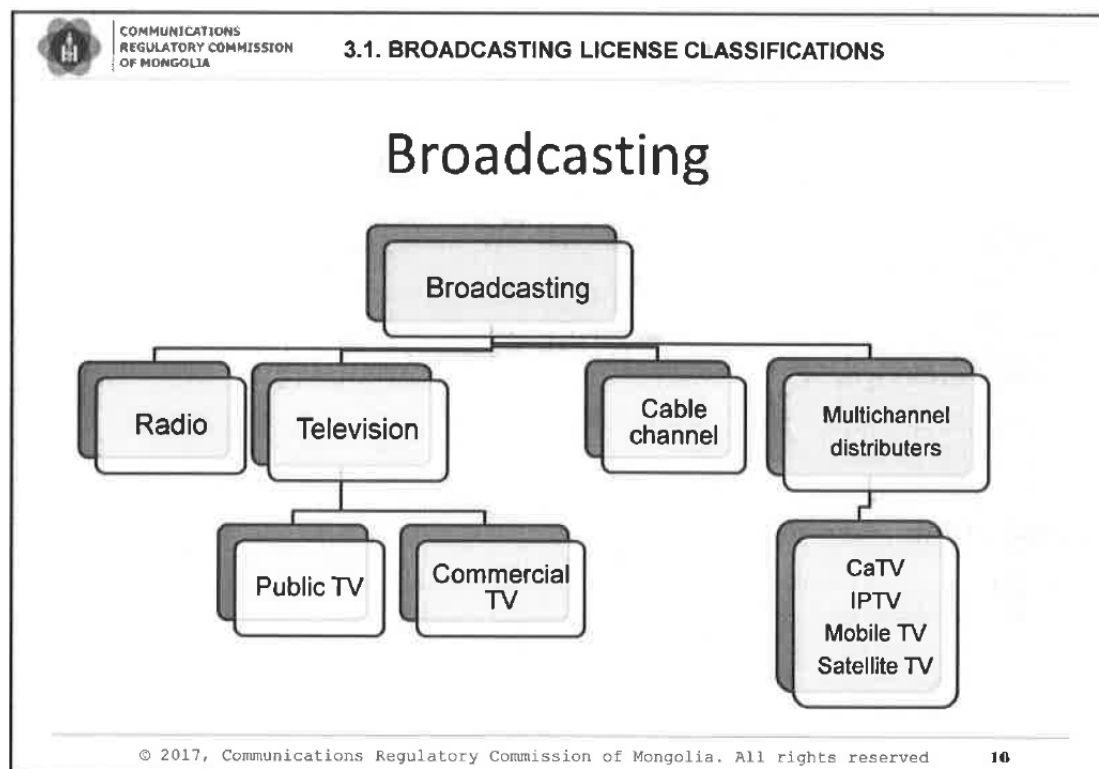 COMMUNICATIONS
REGULATORY COMMISSION
OF MONGOLIA
3.1. BROADCASTING LICENSE CLASSIFICATIONS
Broadcasting
Broadcasting
Radio
Television
Cable
channel
Multichannel
distributers
Public TV
Commercial
TV
CaTV
IPTV
Mobile TV
Satellite TV
© 2017, Communications Regulatory Commission of Mongolia. All rights reserved 16